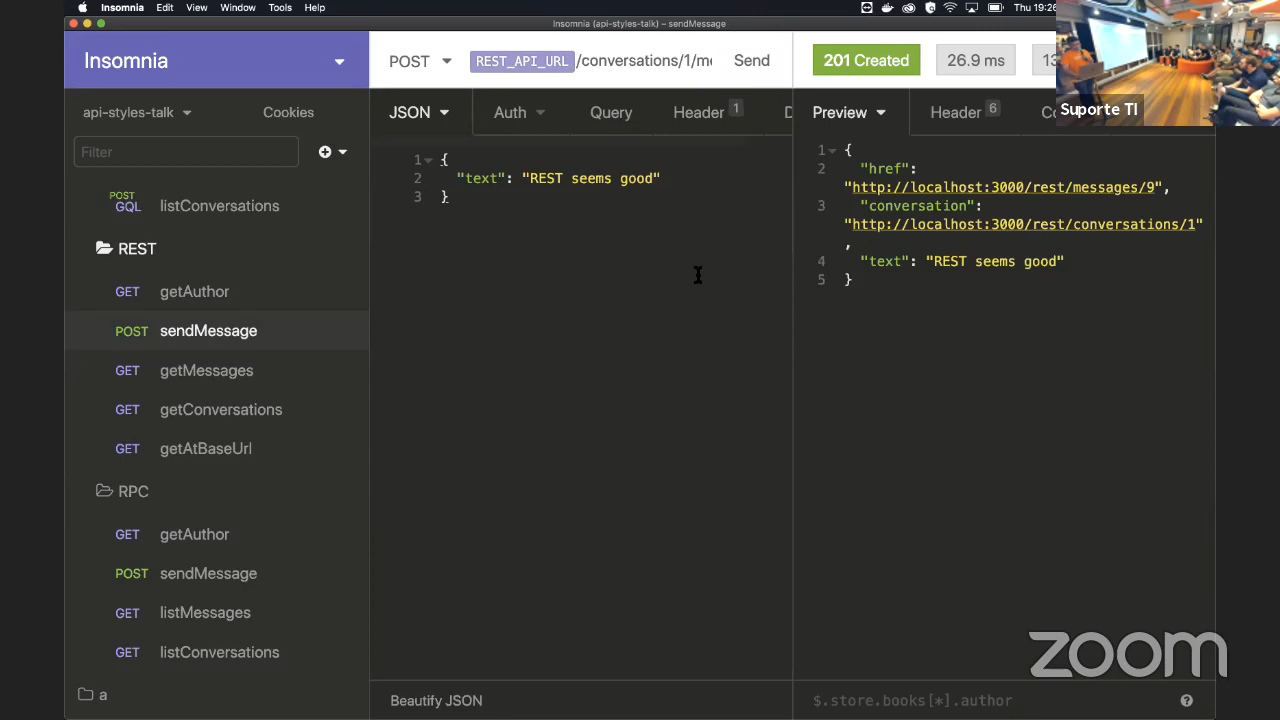 Insomnia Edit View Window Tools Help
Thu 19:26
Insomnia (api-styles-talk) – sendMessage
Insomnia
POST REST_API_URL /conversations/1/me Send
201 Created 26.9 ms 13
Suporte TI
api-styles-talk Cookies
JSON Auth Query Header 1
Preview Header 6 Co
Filter
POST
GQL listConversations
REST
GET getAuthor
POST sendMessage
GET getMessages
GET getConversations
GET getAtBaseUrl
RPC
GET getAuthor
POST sendMessage
GET listMessages
GET listConversations
a
1 {
2 "text": "REST seems good"
3 }
Beautify JSON
1 {
2 "href":
"http://localhost:3000/rest/messages/9",
3 "conversation":
"http://localhost:3000/rest/conversations/1"
,
4 "text": "REST seems good"
5 }
$.store.books[*].author
zoom